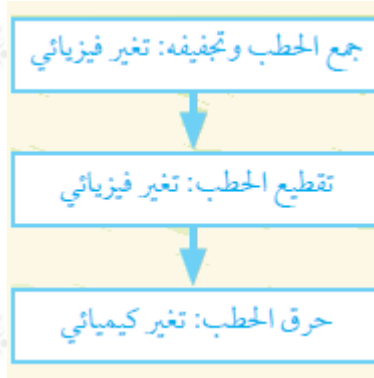 جمع الحطب وتجفيفه: تغير فيزيائي
تقطيع الحطب: تغير فيزيائي
حرق الحطب: تغير كيميائي